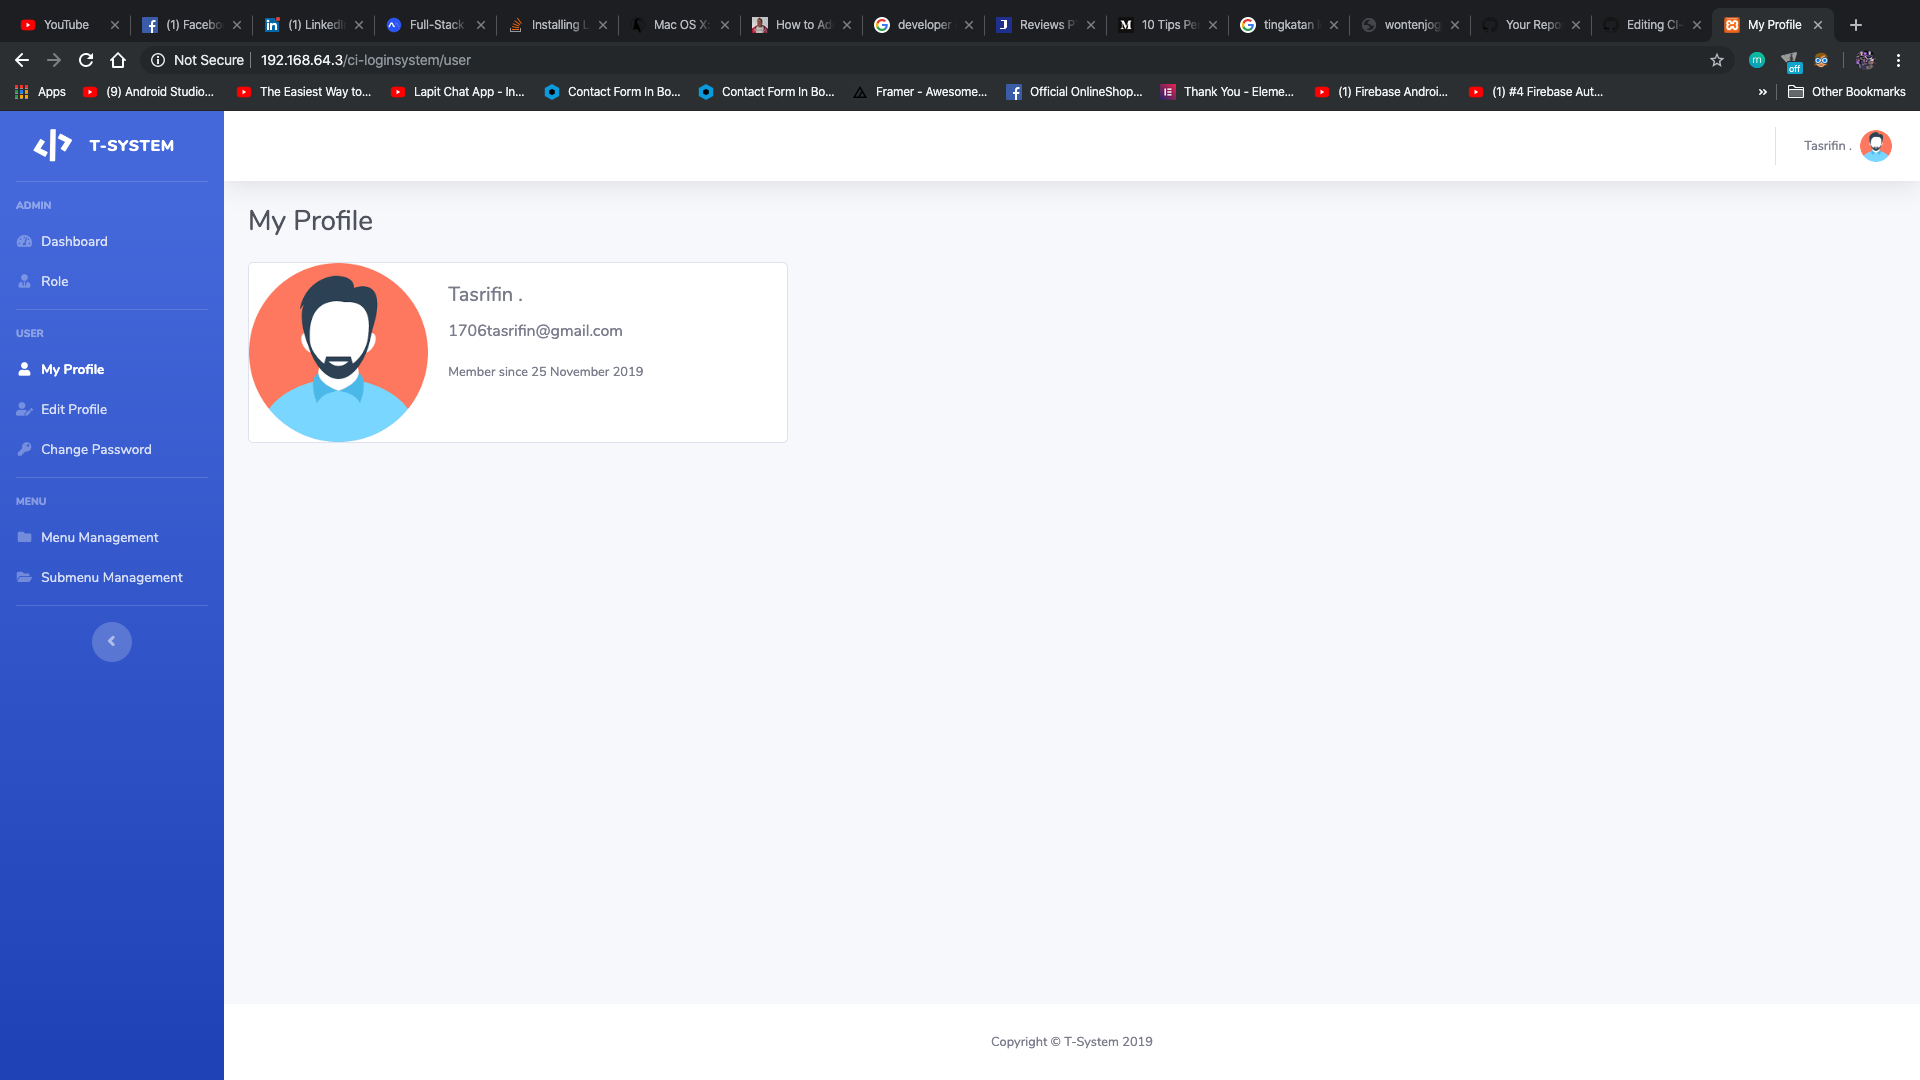 YouTube
(1) Facebo
(1) LinkedI
Full-Stack
Installing L
Mac OS X:
How to Ad
developer
Reviews P
10 Tips Pe
tingkatan
wontenjog
Your Repo
Editing CI-
My Profile
Not Secure
192.168.64.3/ci-loginsystem/user
off
Apps
(9) Android Studio...
The Easiest Way to...
Lapit Chat App - In...
Contact Form In Bo...
Contact Form In Bo...
Framer - Awesome...
Official OnlineShop...
Thank You - Eleme...
(1) Firebase Androi...
(1) #4 Firebase Aut...
Other Bookmarks
T-SYSTEM
Tasrifin .
ADMIN
Dashboard
Role
USER
My Profile
Edit Profile
Change Password
MENU
Menu Management
Submenu Management
My Profile
Tasrifin .
1706tasrifin@gmail.com
Member since 25 November 2019
Copyright © T-System 2019